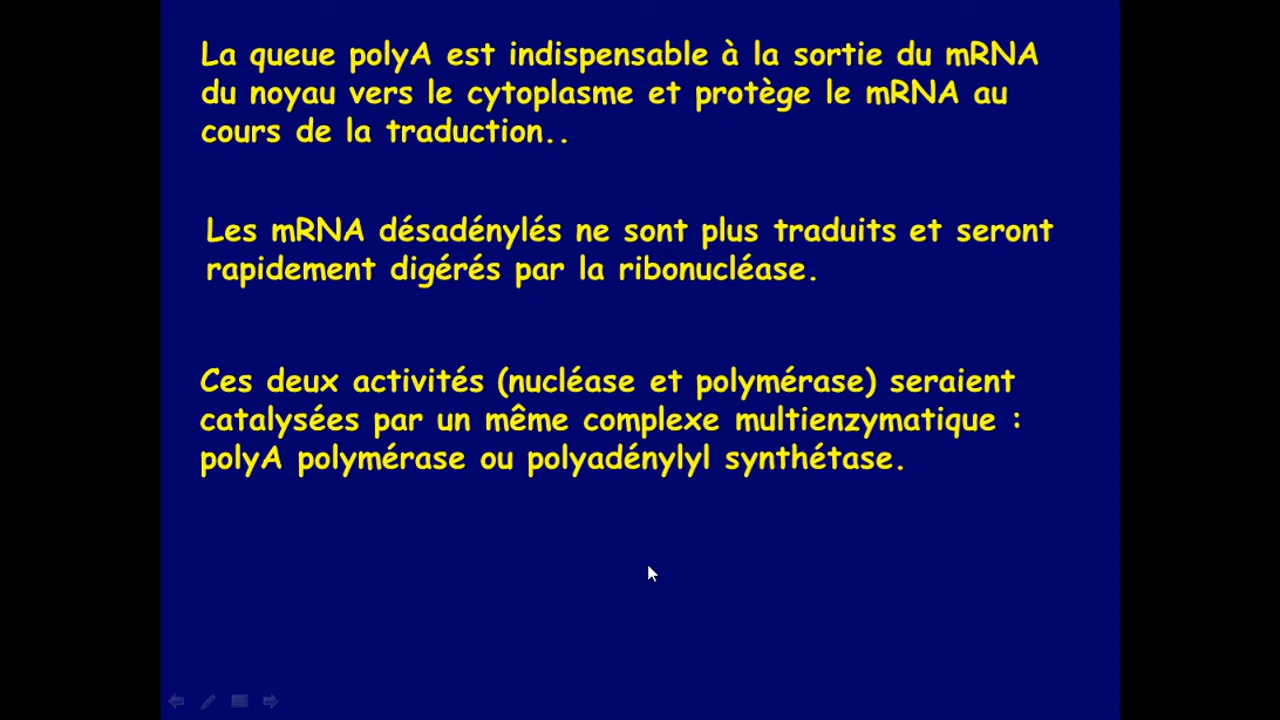 La queue polyA est indispensable à la sortie du mRNA
du noyau vers le cytoplasme et protège le mRNA au
cours de la traduction..
Les mRNA désadénylés ne sont plus traduits et seront
rapidement digérés par la ribonucléase.
Ces deux activités (nucléase et polymérase) seraient
catalysées par un même complexe multienzymatique :
polyA polymérase ou polyadénylyl synthétase.